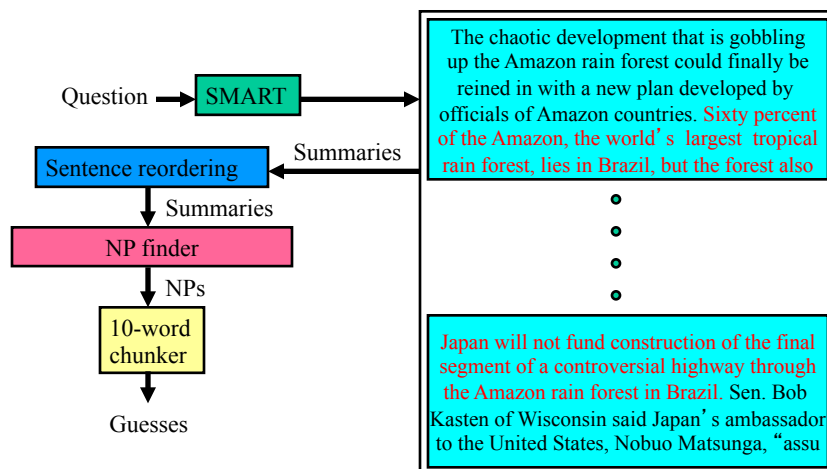 Question
SMART
Summaries
Sentence reordering
Summaries
NP finder
NPs
10-word
chunker
Guesses
The chaotic development that is gobbling
up the Amazon rain forest could finally be
reined in with a new plan developed by
officials of Amazon countries. Sixty percent
of the Amazon, the world’s largest tropical
rain forest, lies in Brazil, but the forest also
Japan will not fund construction of the final
segment of a controversial highway through
the Amazon rain forest in Brazil. Sen. Bob
Kasten of Wisconsin said Japan’s ambassador
to the United States, Nobuo Matsunga, “assu